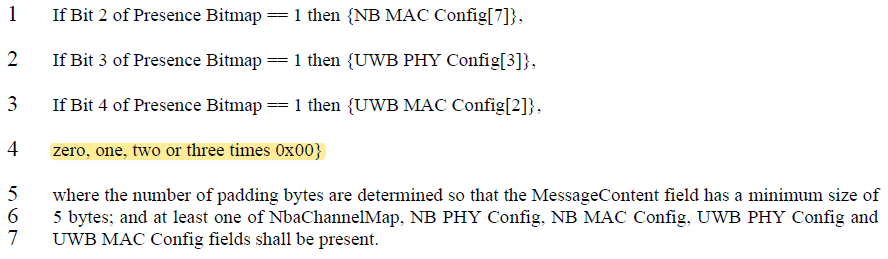 1 If Bit 2 of Presence Bitmap == 1 then {NB MAC Config[7]},
2 If Bit 3 of Presence Bitmap == 1 then {UWB PHY Config[3]},
3 If Bit 4 of Presence Bitmap == 1 then {UWB MAC Config[2]},
4 zero, one, two or three times 0x00}
5 where the number of padding bytes are determined so that the MessageContent field has a minimum size of
6 5 bytes; and at least one of NbaChannelMap, NB PHY Config, NB MAC Config, UWB PHY Config and
7 UWB MAC Config fields shall be present.